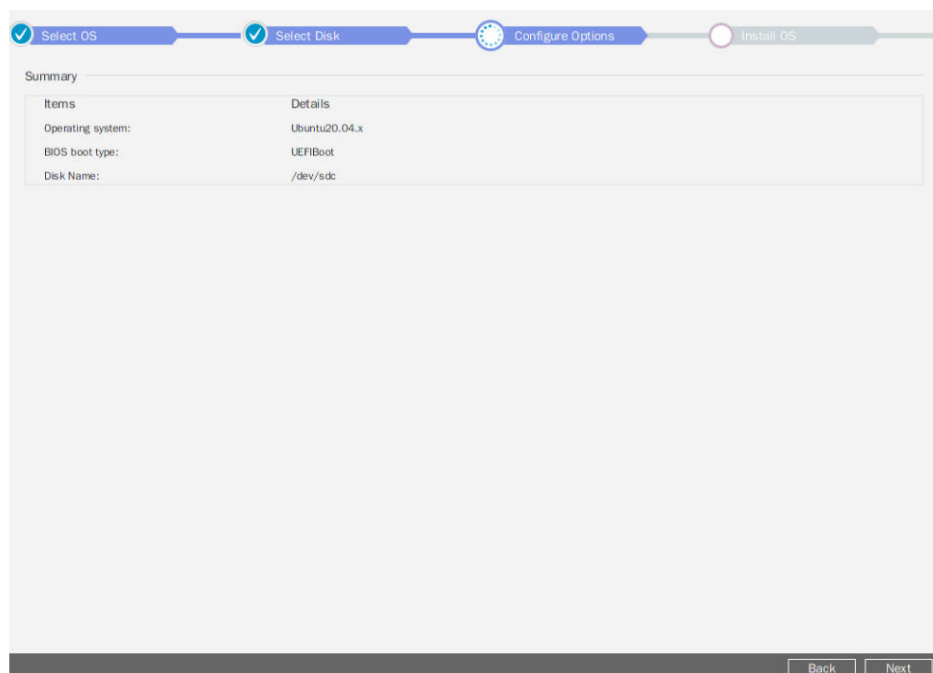 Select OS Select Disk Configure Options Install OS
Summary
Items Details
Operating system: Ubuntu20.04.x
BIOS boot type: UEFIBoot
Disk Name: /dev/sdc
Back Next